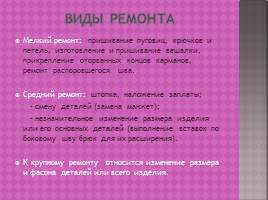 ВИДЫ РЕМОНТА
Мелкий ремонт: пришивание пуговиц, крючков и
петель, изготовление и пришивание вешалки,
прикрепление оторванных концов карманов,
ремонт распоровшегося шва.
Средний ремонт: штопка, наложение заплаты;
- смену деталей (замена манжет);
- незначительное изменение размера изделия
или его основных деталей (выполнение вставок по
боковому шву брюк для их расширения).
К крупному ремонту относится изменение размера
и фасона деталей или всего изделия.